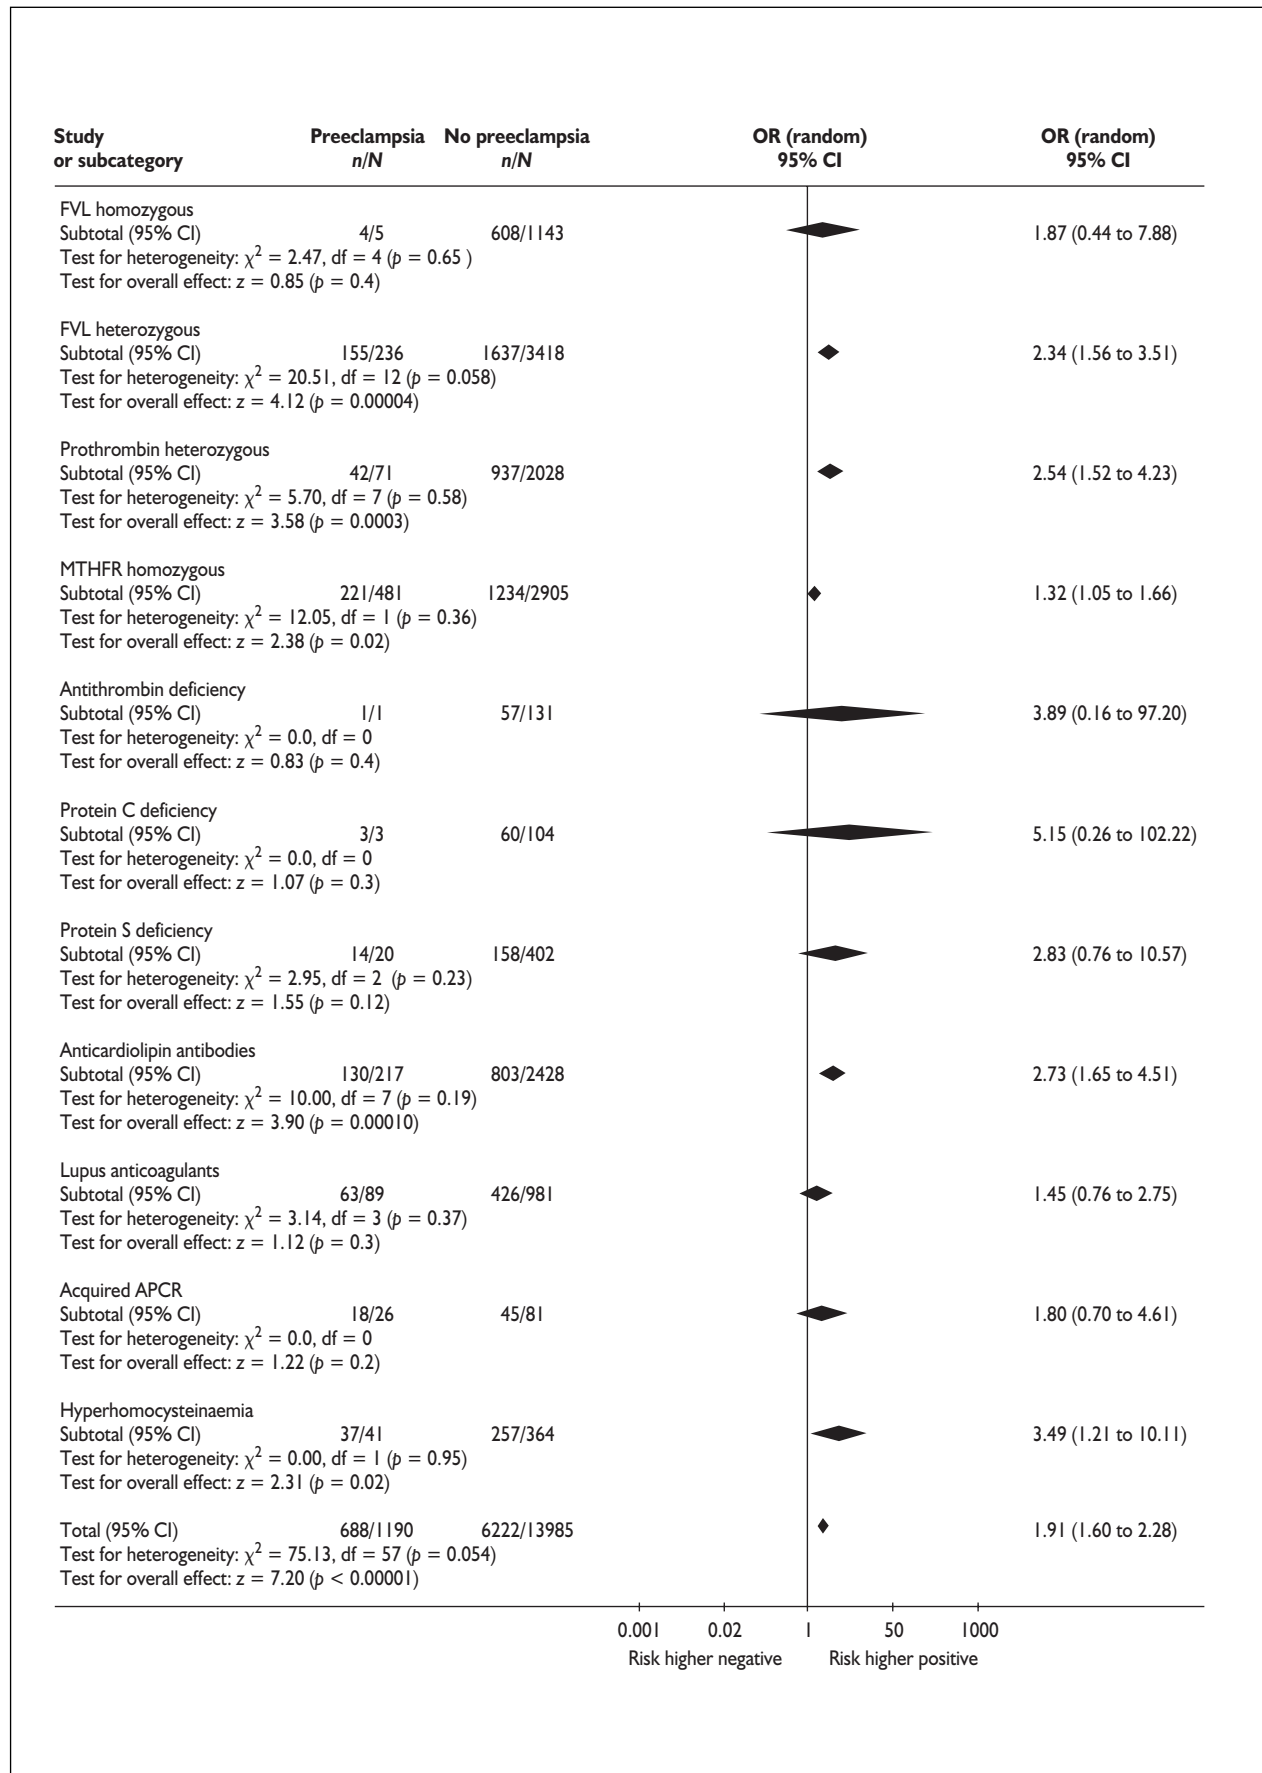 Study Preeclampsia No preeclampsia OR (random) OR (random)
or subcategory n/N n/N 95% CI 95% CI
FVL homozygous
Subtotal (95% CI) 4/5 608/1143 1.87 (0.44 to 7.88)
Test for heterogeneity: χ² = 2.47, df = 4 (p = 0.65 )
Test for overall effect: z = 0.85 (p = 0.4)
FVL heterozygous
Subtotal (95% CI) 155/236 1637/3418 2.34 (1.56 to 3.51)
Test for heterogeneity: χ² = 20.51, df = 12 (p = 0.058)
Test for overall effect: z = 4.12 (p = 0.00004)
Prothrombin heterozygous
Subtotal (95% CI) 42/71 937/2028 2.54 (1.52 to 4.23)
Test for heterogeneity: χ² = 5.70, df = 7 (p = 0.58)
Test for overall effect: z = 3.58 (p = 0.0003)
MTHFR homozygous
Subtotal (95% CI) 221/481 1234/2905 1.32 (1.05 to 1.66)
Test for heterogeneity: χ² = 12.05, df = 1 (p = 0.36)
Test for overall effect: z = 2.38 (p = 0.02)
Antithrombin deficiency
Subtotal (95% CI) 1/1 57/131 3.89 (0.16 to 97.20)
Test for heterogeneity: χ² = 0.0, df = 0
Test for overall effect: z = 0.83 (p = 0.4)
Protein C deficiency
Subtotal (95% CI) 3/3 60/104 5.15 (0.26 to 102.22)
Test for heterogeneity: χ² = 0.0, df = 0
Test for overall effect: z = 1.07 (p = 0.3)
Protein S deficiency
Subtotal (95% CI) 14/20 158/402 2.83 (0.76 to 10.57)
Test for heterogeneity: χ² = 2.95, df = 2 (p = 0.23)
Test for overall effect: z = 1.55 (p = 0.12)
Anticardiolipin antibodies
Subtotal (95% CI) 130/217 803/2428 2.73 (1.65 to 4.51)
Test for heterogeneity: χ² = 10.00, df = 7 (p = 0.19)
Test for overall effect: z = 3.90 (p = 0.00010)
Lupus anticoagulants
Subtotal (95% CI) 63/89 426/981 1.45 (0.76 to 2.75)
Test for heterogeneity: χ² = 3.14, df = 3 (p = 0.37)
Test for overall effect: z = 1.12 (p = 0.3)
Acquired APCR
Subtotal (95% CI) 18/26 45/81 1.80 (0.70 to 4.61)
Test for heterogeneity: χ² = 0.0, df = 0
Test for overall effect: z = 1.22 (p = 0.2)
Hyperhomocysteinaemia
Subtotal (95% CI) 37/41 257/364 3.49 (1.21 to 10.11)
Test for heterogeneity: χ² = 0.00, df = 1 (p = 0.95)
Test for overall effect: z = 2.31 (p = 0.02)
Total (95% CI) 688/1190 6222/13985 1.91 (1.60 to 2.28)
Test for heterogeneity: χ² = 75.13, df = 57 (p = 0.054)
Test for overall effect: z = 7.20 (p < 0.00001)
0.001 0.02 1 50 1000
Risk higher negative Risk higher positive